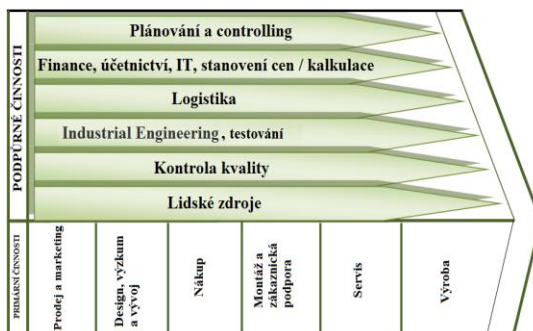 PODPŮRNÉ ČINNOSTI
Plánování a controlling
Finance, účetnictví, IT, stanovení cen / kalkulace
Logistika
Industrial Engineering, testování
Kontrola kvality
Lidské zdroje
PRIMÁRNÍ ČINNOSTI
Prodej a marketing
Design, výzkum
a vývoj
Nákup
Montáž a
zákaznická
podpora
Servis
Výroba